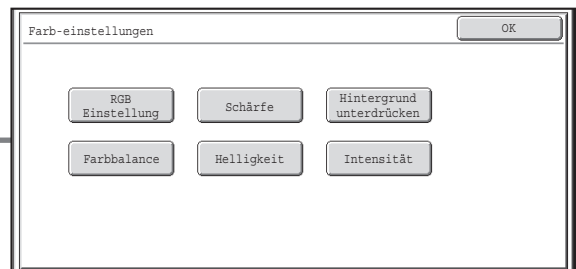 Farb-einstellungen
OK
RGB
Einstellung
Schärfe
Hintergrund
unterdrücken
Farbbalance
Helligkeit
Intensität